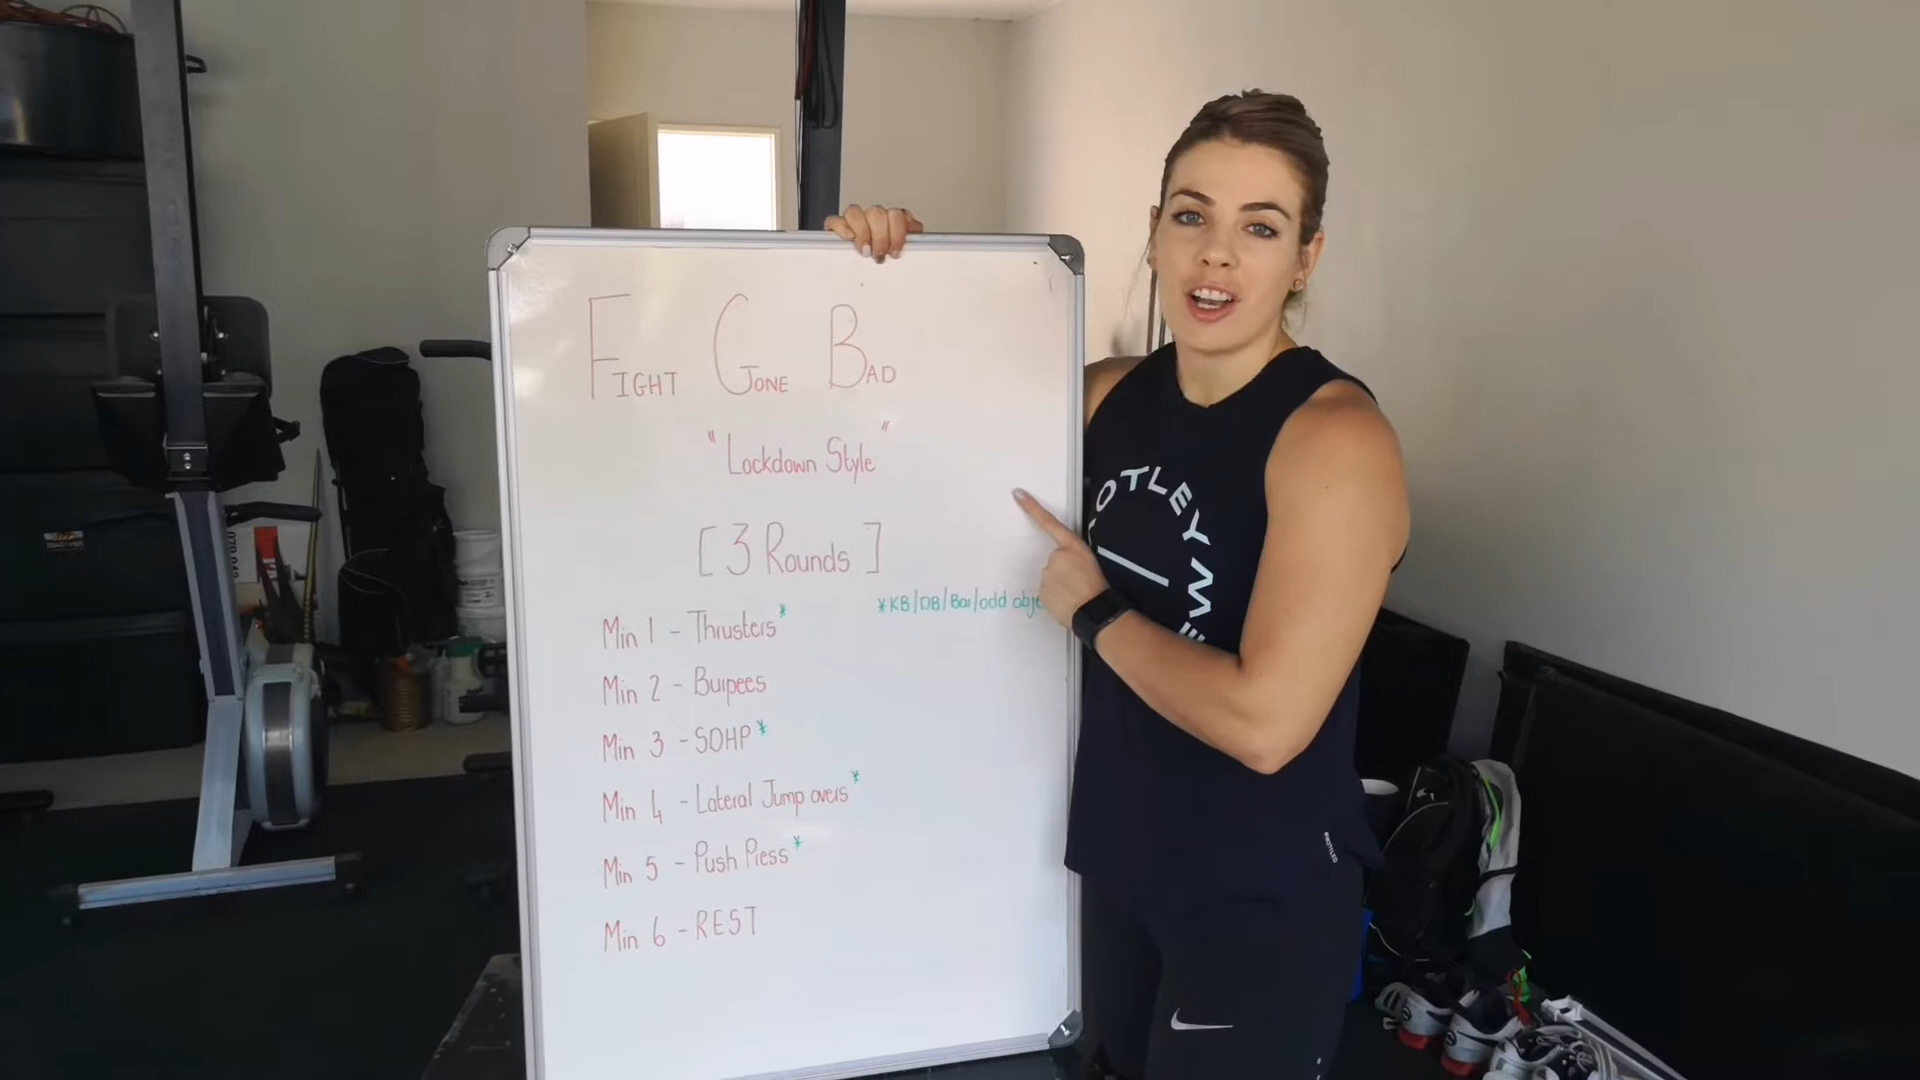 FIGHT GONE BAD
"Lockdown Style"
[3 Rounds]
*KB/DB/Bar/odd obje
Min 1 - Thrusters*
Min 2 - Burpees
Min 3 - SOHP*
Min 4 - Lateral Jump overs*
Min 5 - Push Press*
Min 6 - REST
OTLEY